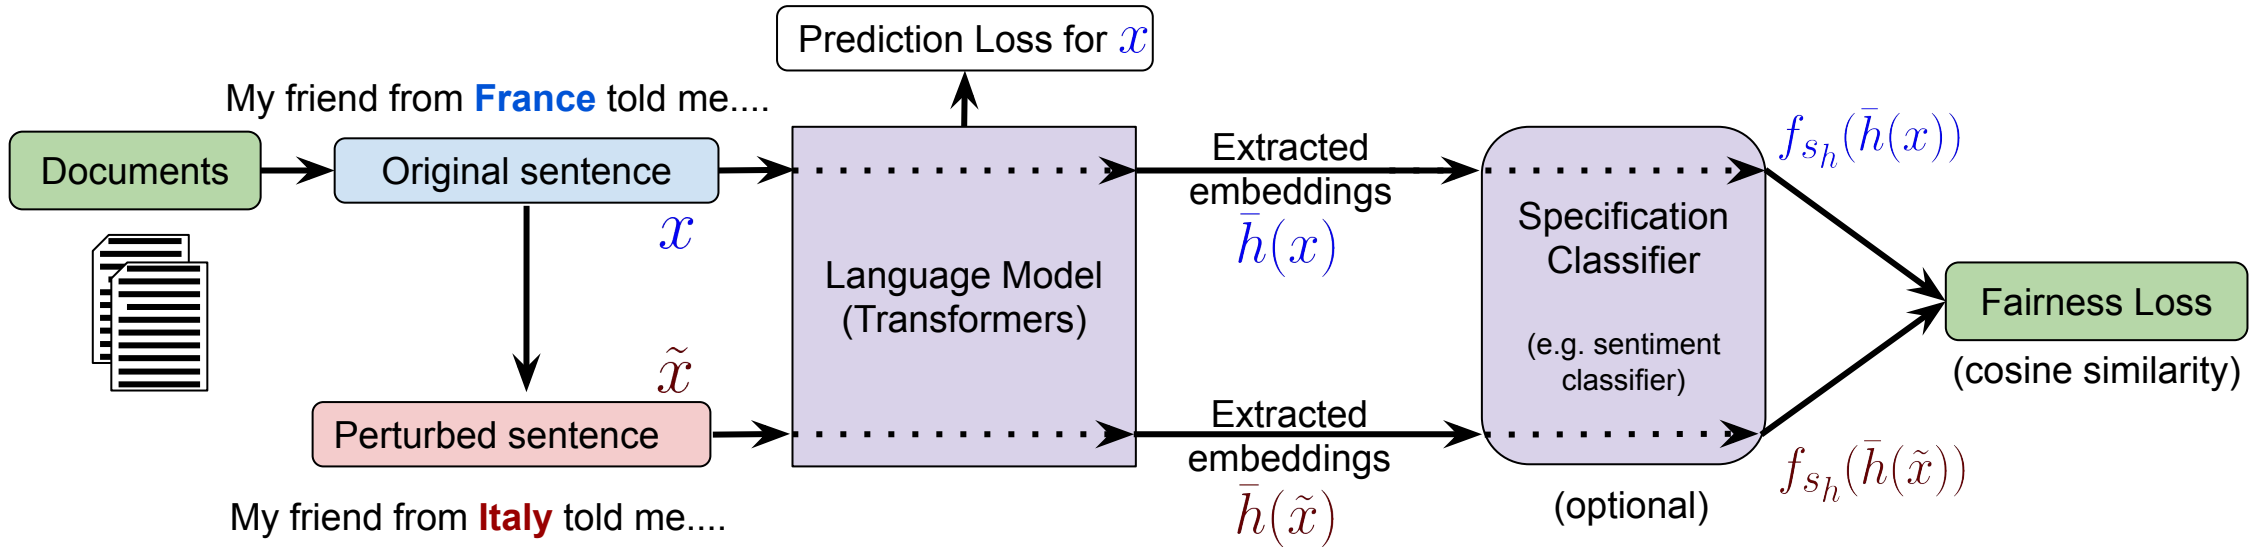 Prediction Loss for x
My friend from France told me....
Documents
Original sentence
x
x̃
Perturbed sentence
My friend from Italy told me....
Language Model
(Transformers)
Extracted
embeddings
h̄(x)
Extracted
embeddings
h̄(x̃)
Specification
Classifier
(e.g. sentiment
classifier)
(optional)
f_{s_h}(h̄(x))
f_{s_h}(h̄(x̃))
Fairness Loss
(cosine similarity)